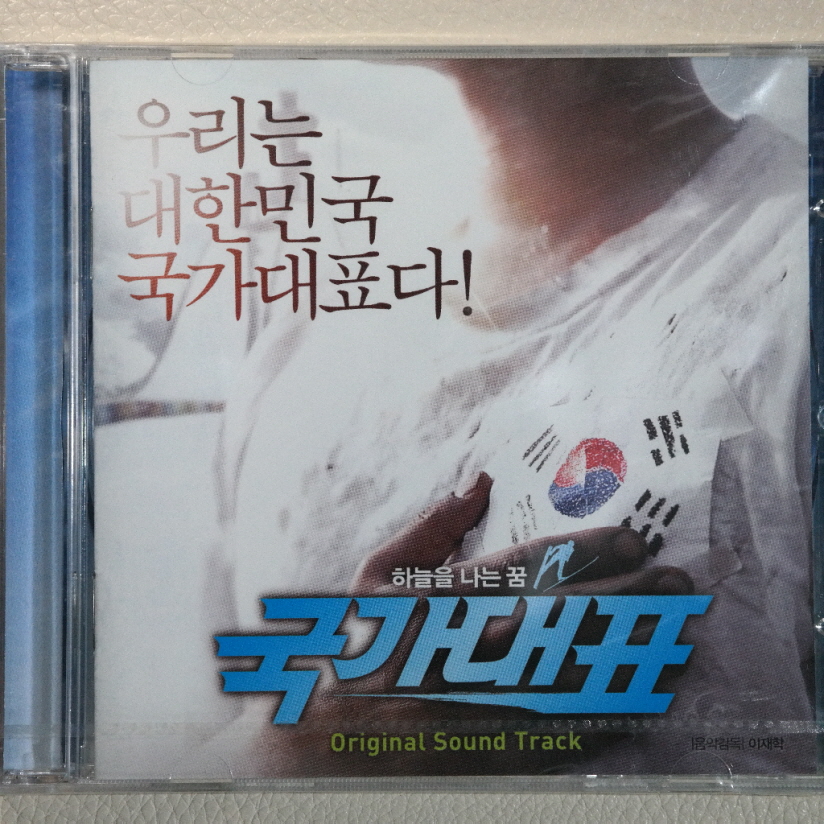 우리는
대한민국
국가대표다!
하늘을 나는 꿈
국가대표
Original Sound Track
|음악감독| 이재학